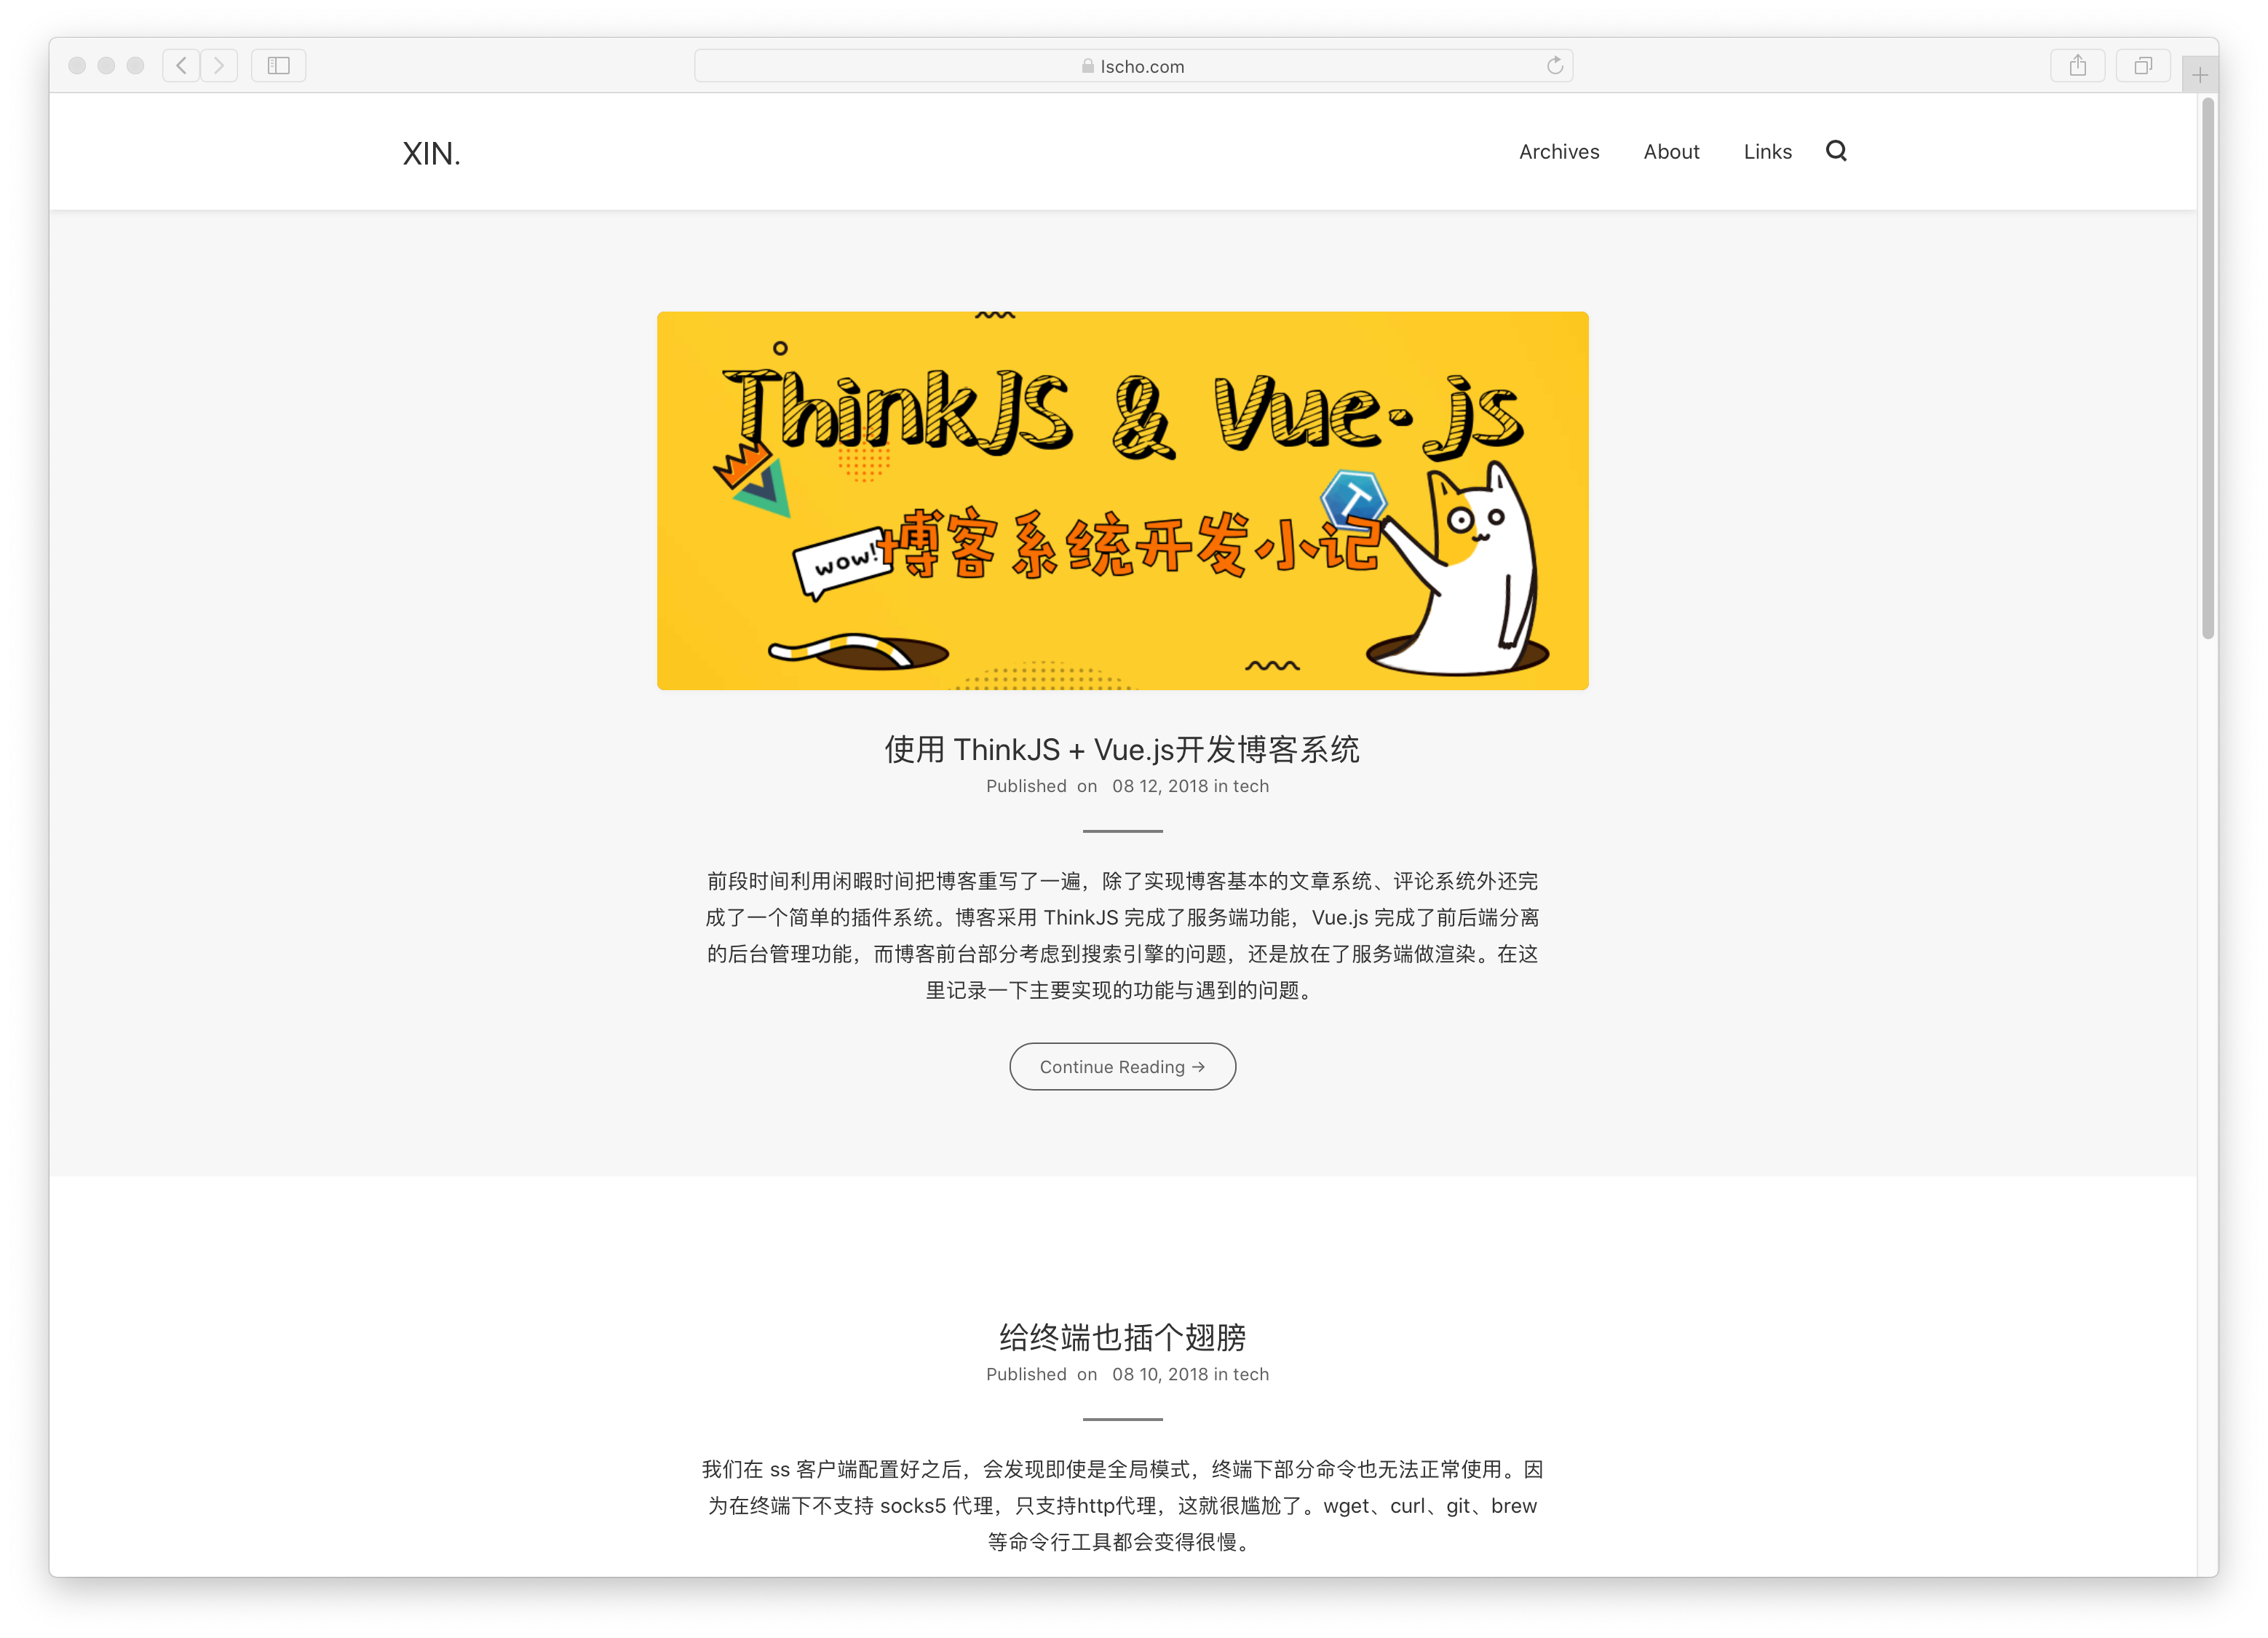 lscho.com
XIN.
Archives About Links
ThinkJS & Vue.js
T
wow!
博客系统开发小记
使用 ThinkJS + Vue.js开发博客系统
Published on 08 12, 2018 in tech
前段时间利用闲暇时间把博客重写了一遍，除了实现博客基本的文章系统、评论系统外还完
成了一个简单的插件系统。博客采用 ThinkJS 完成了服务端功能，Vue.js 完成了前后端分离
的后台管理功能，而博客前台部分考虑到搜索引擎的问题，还是放在了服务端做渲染。在这
里记录一下主要实现的功能与遇到的问题。
Continue Reading →
给终端也插个翅膀
Published on 08 10, 2018 in tech
我们在 ss 客户端配置好之后，会发现即使是全局模式，终端下部分命令也无法正常使用。因
为在终端下不支持 socks5 代理，只支持http代理，这就很尴尬了。wget、curl、git、brew
等命令行工具都会变得很慢。